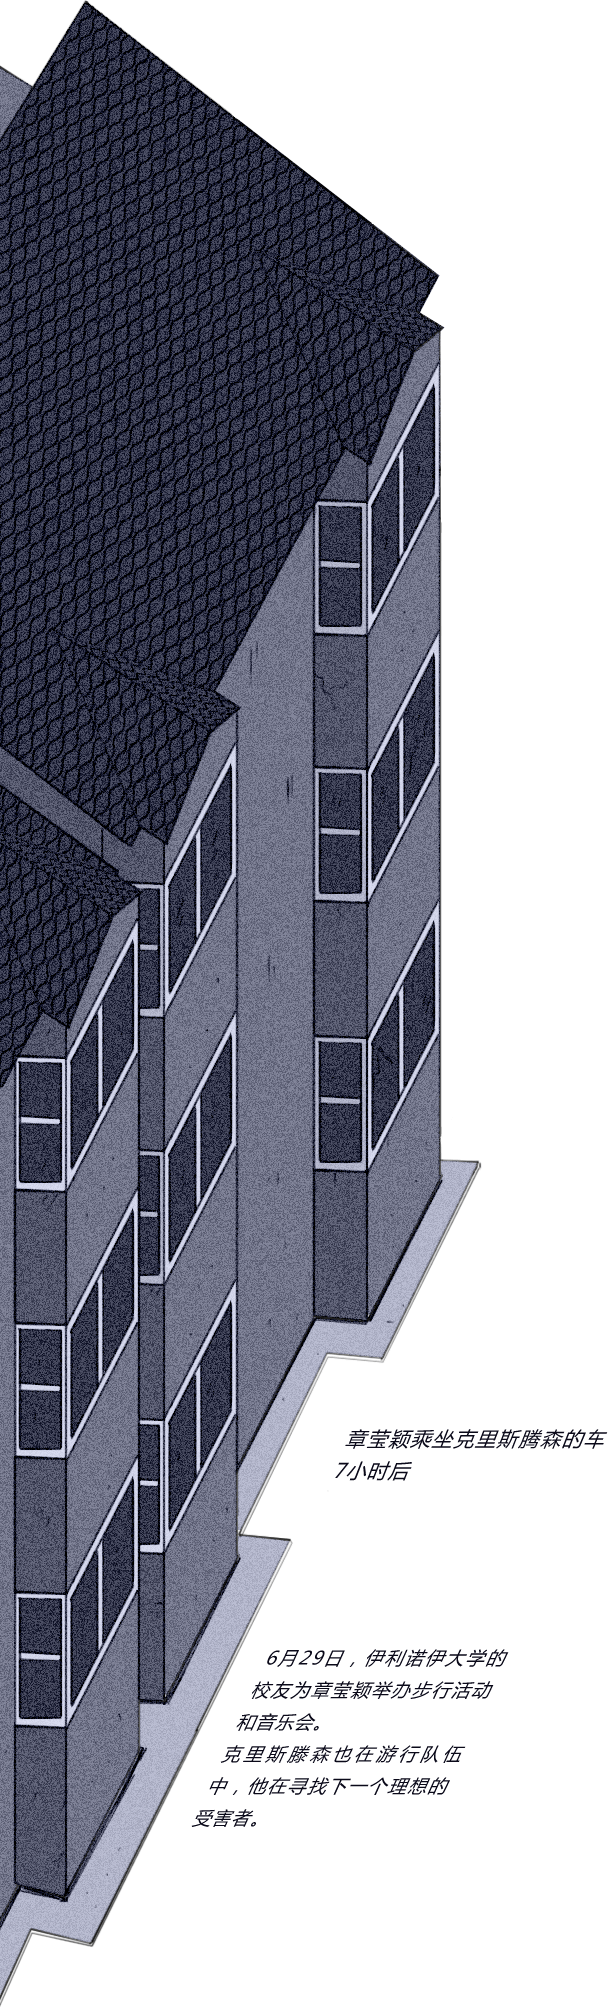 章莹颖乘坐克里斯腾森的车
7小时后
6月29日，伊利诺伊大学的
校友为章莹颖举办步行活动
和音乐会。
克里斯滕森也在游行队伍
中，他在寻找下一个理想的
受害者。